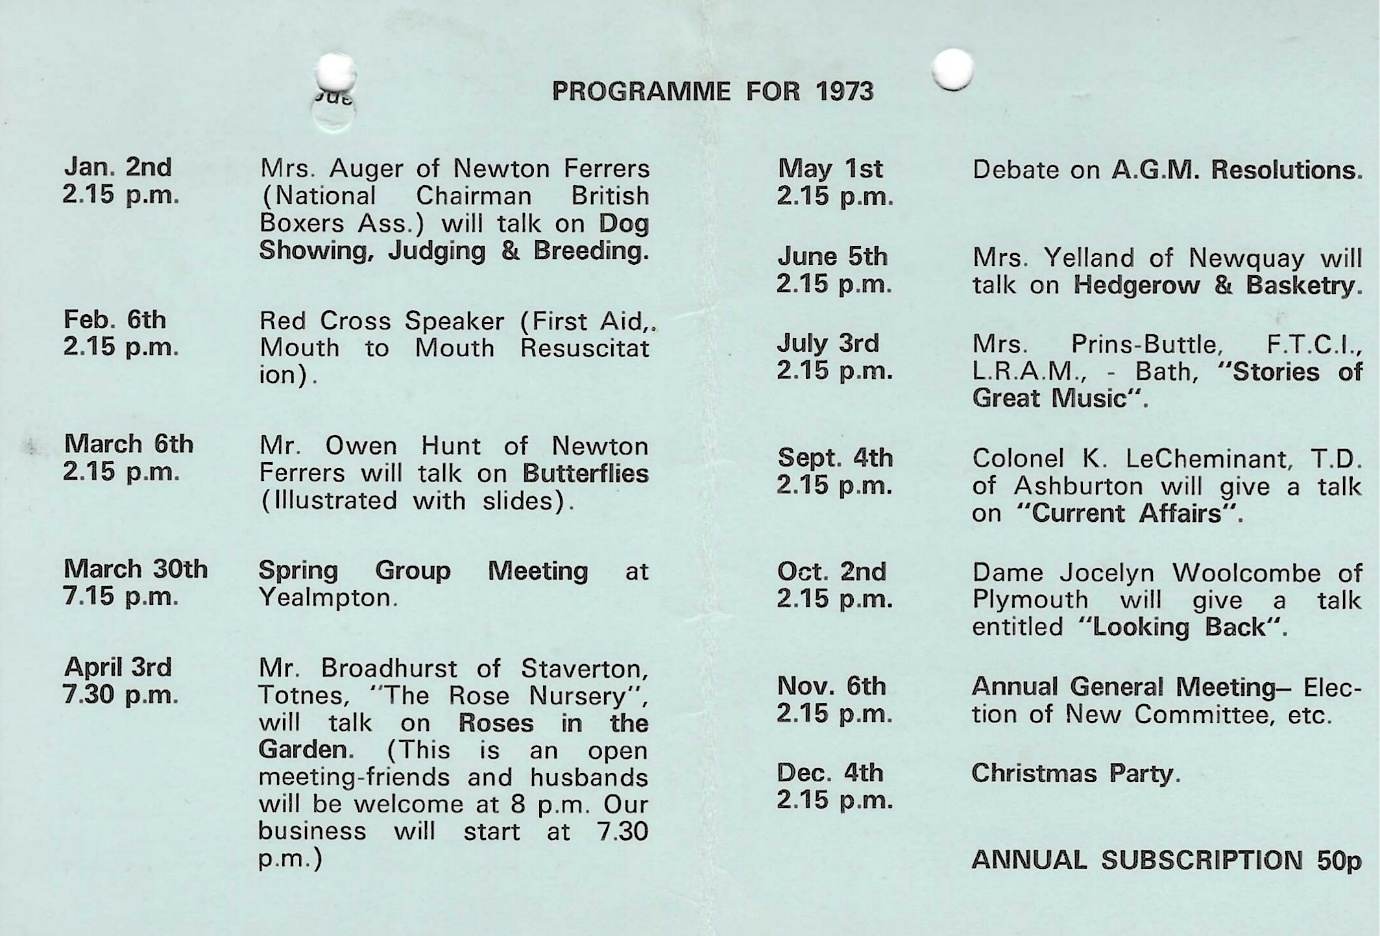 PROGRAMME FOR 1973
Jan. 2nd
2.15 p.m.
Mrs. Auger of Newton Ferrers
(National Chairman British
Boxers Ass.) will talk on Dog
Showing, Judging & Breeding.
Feb. 6th
2.15 p.m.
Red Cross Speaker (First Aid,.
Mouth to Mouth Resuscitat
ion).
March 6th
2.15 p.m.
Mr. Owen Hunt of Newton
Ferrers will talk on Butterflies
(Illustrated with slides).
March 30th
7.15 p.m.
Spring Group Meeting at
Yealmpton.
April 3rd
7.30 p.m.
Mr. Broadhurst of Staverton,
Totnes, "The Rose Nursery",
will talk on Roses in the
Garden. (This is an open
meeting-friends and husbands
will be welcome at 8 p.m. Our
business will start at 7.30
p.m.)
May 1st
2.15 p.m.
Debate on A.G.M. Resolutions.
June 5th
2.15 p.m.
Mrs. Yelland of Newquay will
talk on Hedgerow & Basketry.
July 3rd
2.15 p.m.
Mrs. Prins-Buttle, F.T.C.I.,
L.R.A.M., - Bath, "Stories of
Great Music".
Sept. 4th
2.15 p.m.
Colonel K. LeCheminant, T.D.
of Ashburton will give a talk
on "Current Affairs".
Oct. 2nd
2.15 p.m.
Dame Jocelyn Woolcombe of
Plymouth will give a talk
entitled "Looking Back".
Nov. 6th
2.15 p.m.
Annual General Meeting– Elec-
tion of New Committee, etc.
Dec. 4th
2.15 p.m.
Christmas Party.
ANNUAL SUBSCRIPTION 50p